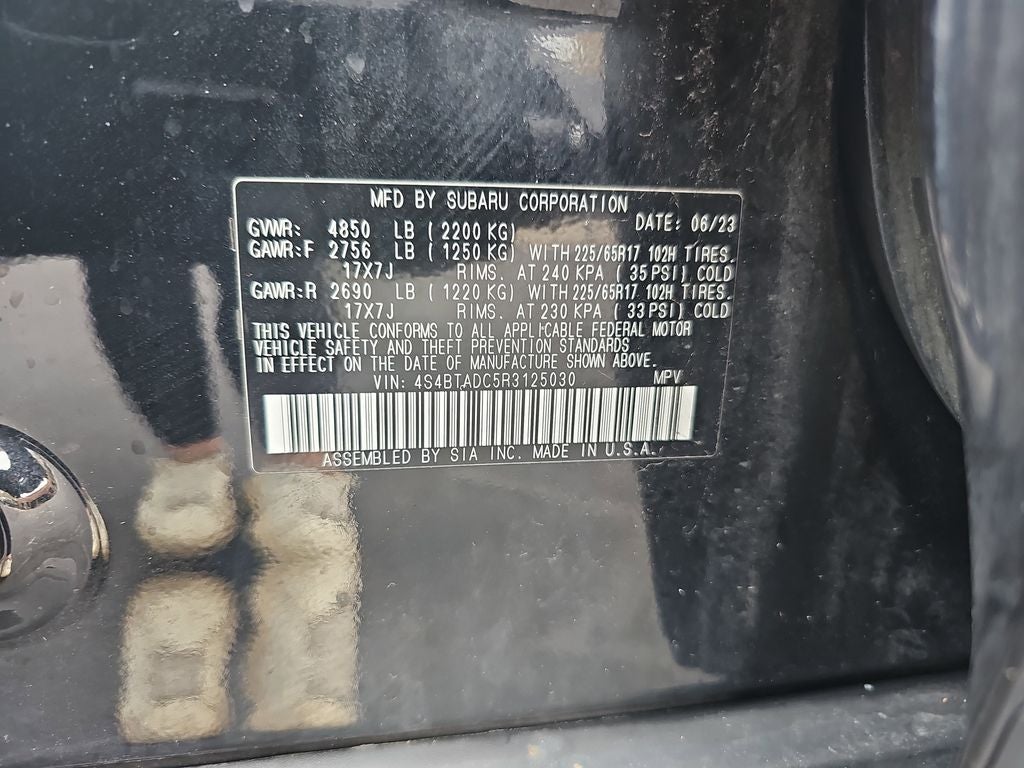 MFD BY SUBARU CORPORATION
GVWR: 4850 LB (2200 KG) DATE: 06/23
GAWR:F 2756 LB (1250 KG) WITH 225/65R17 102H TIRES.
17X7J RIMS. AT 240 KPA (35 PSI) COLD
GAWR:R 2690 LB (1220 KG) WITH 225/65R17 102H TIRES.
17X7J RIMS. AT 230 KPA (33 PSI) COLD
THIS VEHICLE CONFORMS TO ALL APPLICABLE FEDERAL MOTOR
VEHICLE SAFETY AND THEFT PREVENTION STANDARDS
IN EFFECT ON THE DATE OF MANUFACTURE SHOWN ABOVE.
VIN: 4S4BTADC5R3125030 MPV
ASSEMBLED BY SIA INC. MADE IN U.S.A.